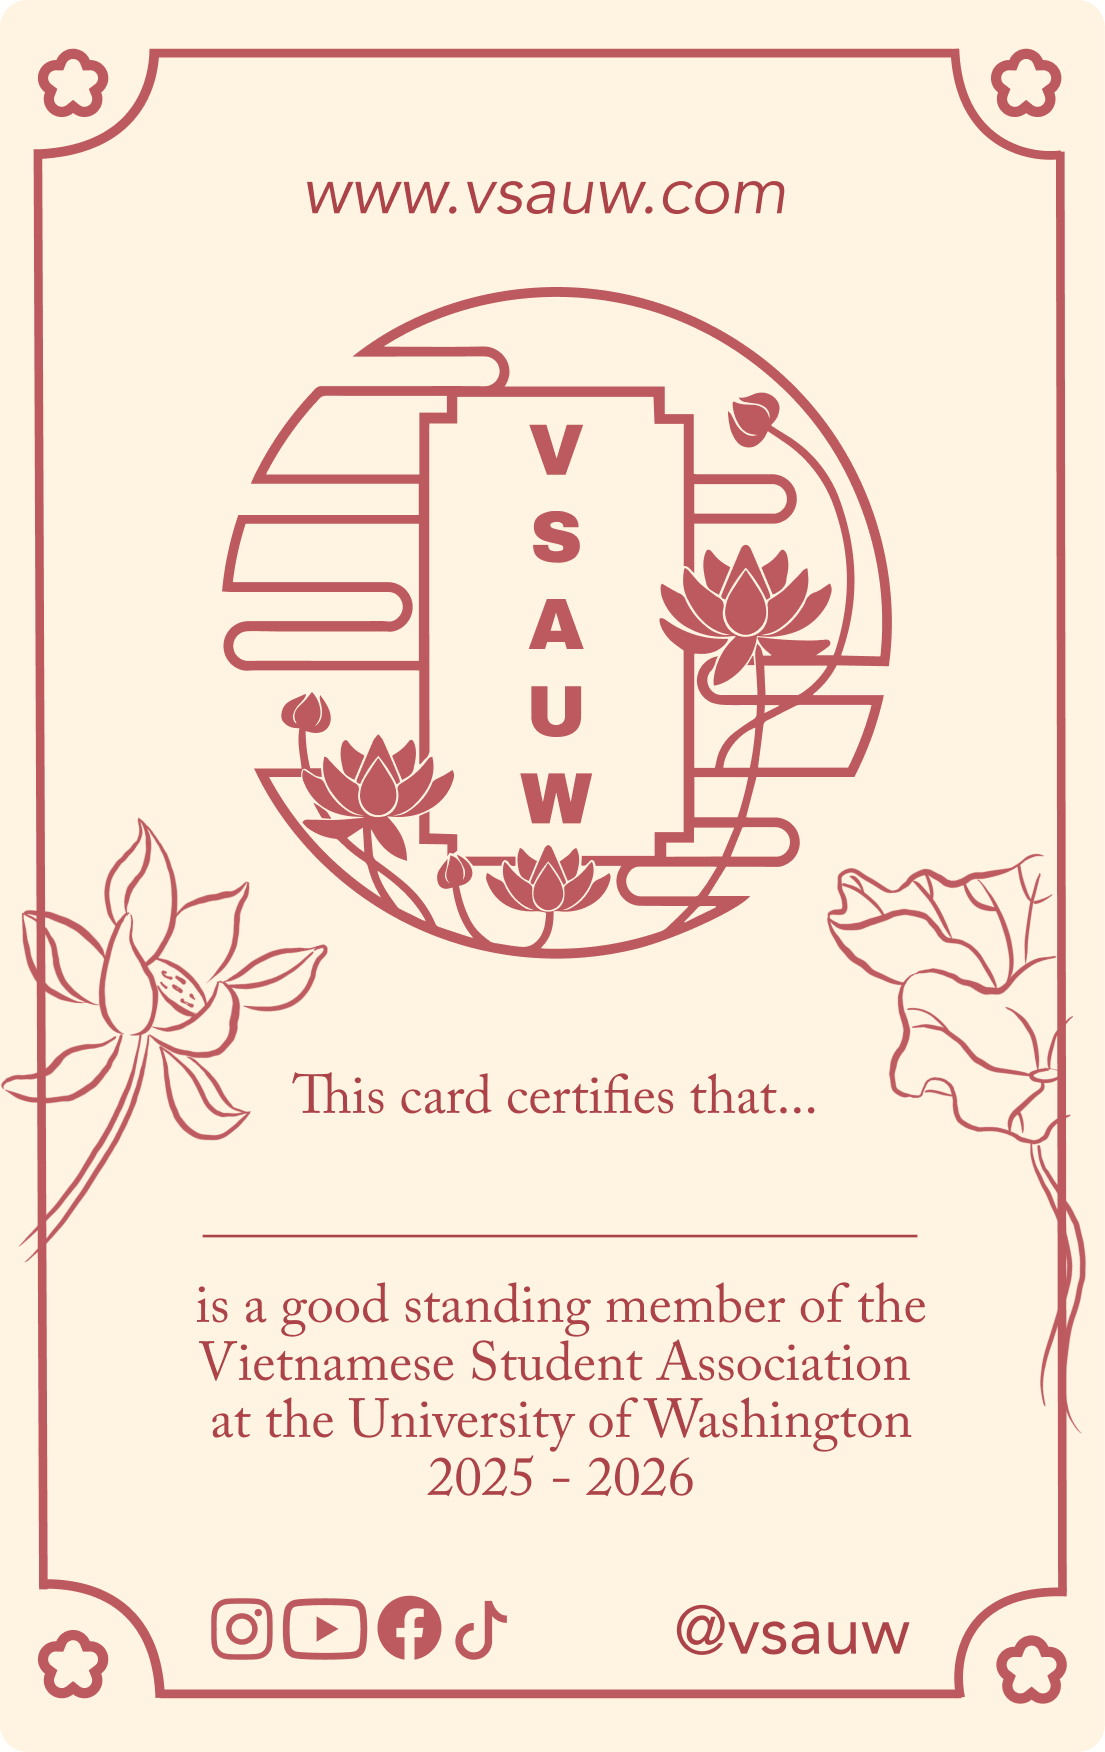 www.vsauw.com
V
S
A
U
W
This card certifies that...
is a good standing member of the
Vietnamese Student Association
at the University of Washington
2025 - 2026
@vsauw